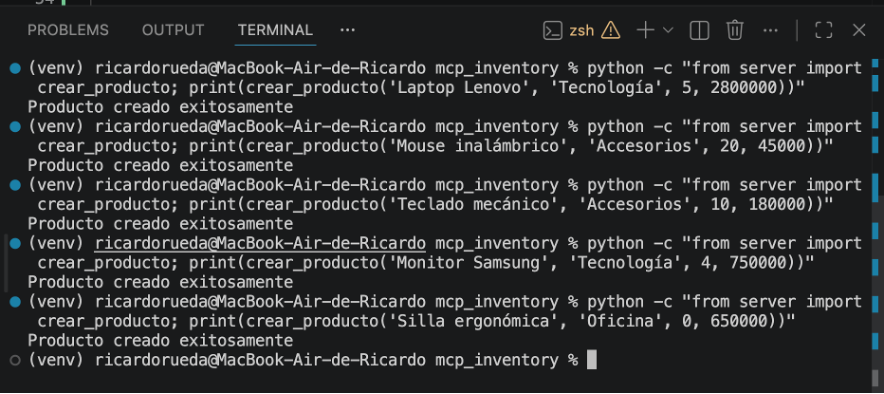 PROBLEMS OUTPUT TERMINAL ··· zsh ···
(venv) ricardorueda@MacBook-Air-de-Ricardo mcp_inventory % python -c "from server import
crear_producto; print(crear_producto('Laptop Lenovo', 'Tecnología', 5, 2800000))"
Producto creado exitosamente
(venv) ricardorueda@MacBook-Air-de-Ricardo mcp_inventory % python -c "from server import
crear_producto; print(crear_producto('Mouse inalámbrico', 'Accesorios', 20, 45000))"
Producto creado exitosamente
(venv) ricardorueda@MacBook-Air-de-Ricardo mcp_inventory % python -c "from server import
crear_producto; print(crear_producto('Teclado mecánico', 'Accesorios', 10, 180000))"
Producto creado exitosamente
(venv) ricardorueda@MacBook-Air-de-Ricardo mcp_inventory % python -c "from server import
crear_producto; print(crear_producto('Monitor Samsung', 'Tecnología', 4, 750000))"
Producto creado exitosamente
(venv) ricardorueda@MacBook-Air-de-Ricardo mcp_inventory % python -c "from server import
crear_producto; print(crear_producto('Silla ergonómica', 'Oficina', 0, 650000))"
Producto creado exitosamente
(venv) ricardorueda@MacBook-Air-de-Ricardo mcp_inventory %